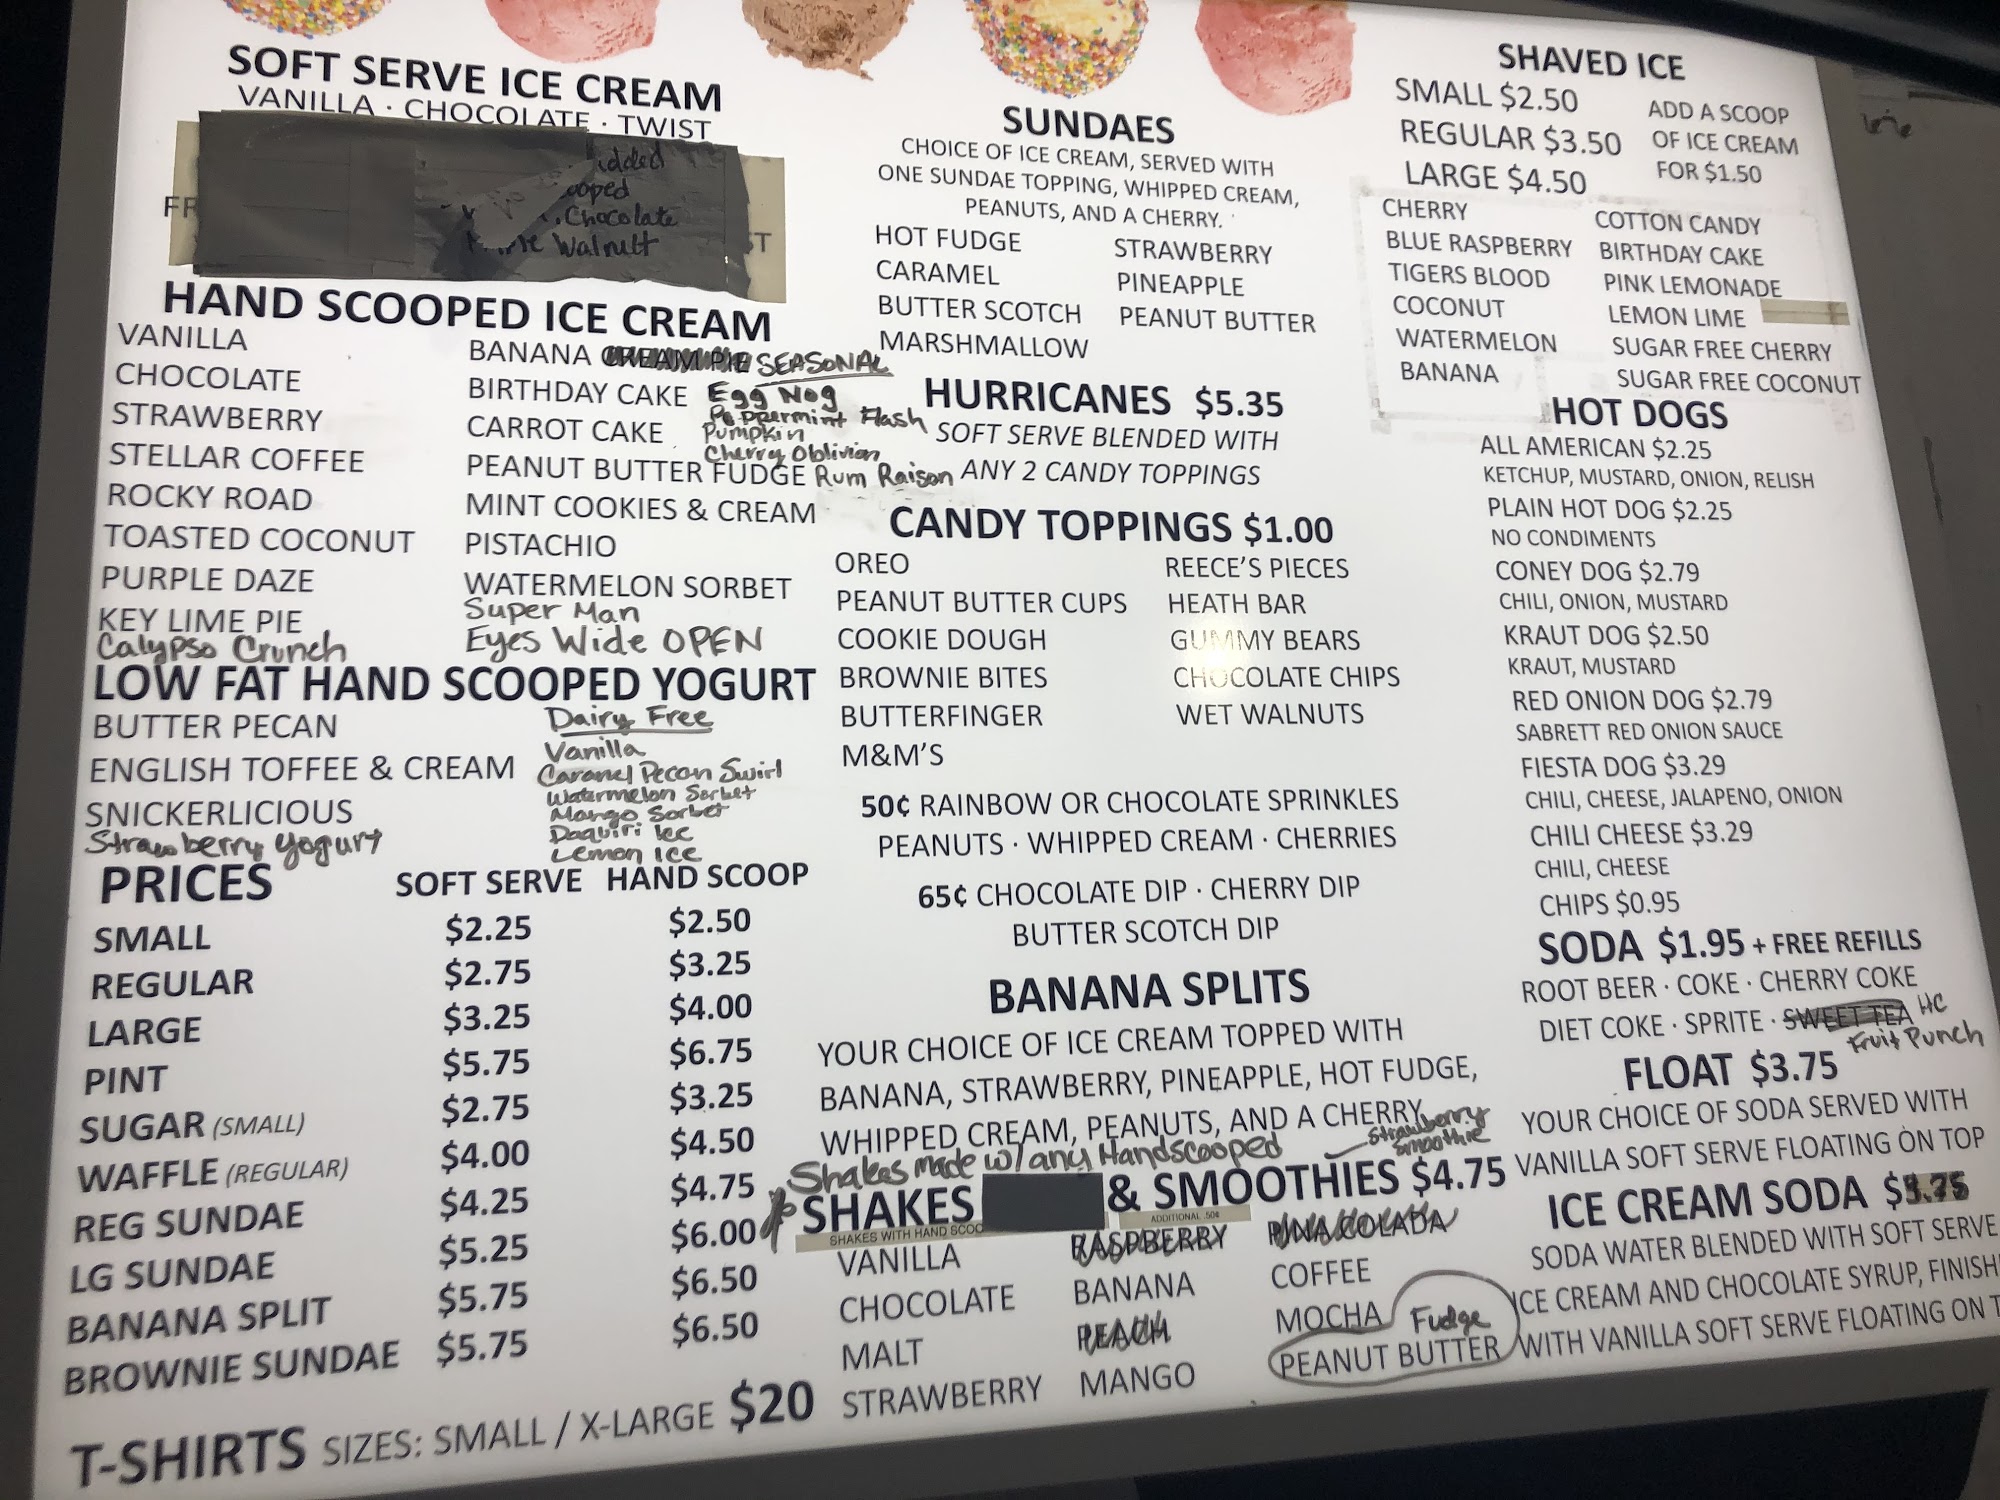 SOFT SERVE ICE CREAM
VANILLA · CHOCOLATE · TWIST
Chocolate
Walnutt
HAND SCOOPED ICE CREAM
VANILLA
CHOCOLATE
STRAWBERRY
STELLAR COFFEE
ROCKY ROAD
TOASTED COCONUT
PURPLE DAZE
KEY LIME PIE
Calypso Crunch
BANANA CREAM PIE
BIRTHDAY CAKE
CARROT CAKE
PEANUT BUTTER FUDGE
MINT COOKIES & CREAM
PISTACHIO
WATERMELON SORBET
Super Man
Eyes Wide OPEN
SEASONAL
Egg Nog
Peppermint Flash
Pumpkin
Cherry Oblivion
Rum Raison
LOW FAT HAND SCOOPED YOGURT
BUTTER PECAN
ENGLISH TOFFEE & CREAM
SNICKERLICIOUS
Strawberry Yogurt
Dairy Free
Vanilla
Caramel Pecan Swirl
Watermelon Sorbet
Mango Sorbet
Daquiri Ice
Lemon Ice
PRICES SOFT SERVE HAND SCOOP
SMALL $2.25 $2.50
REGULAR $2.75 $3.25
LARGE $3.25 $4.00
PINT $5.75 $6.75
SUGAR (SMALL) $2.75 $3.25
WAFFLE (REGULAR) $4.00 $4.50
REG SUNDAE $4.25 $4.75
LG SUNDAE $5.25 $6.00
BANANA SPLIT $5.75 $6.50
BROWNIE SUNDAE $5.75 $6.50
T-SHIRTS SIZES: SMALL / X-LARGE $20
SUNDAES
CHOICE OF ICE CREAM, SERVED WITH
ONE SUNDAE TOPPING, WHIPPED CREAM,
PEANUTS, AND A CHERRY.
HOT FUDGE STRAWBERRY
CARAMEL PINEAPPLE
BUTTER SCOTCH PEANUT BUTTER
MARSHMALLOW
HURRICANES $5.35
SOFT SERVE BLENDED WITH
ANY 2 CANDY TOPPINGS
CANDY TOPPINGS $1.00
OREO REECE'S PIECES
PEANUT BUTTER CUPS HEATH BAR
COOKIE DOUGH GUMMY BEARS
BROWNIE BITES CHOCOLATE CHIPS
BUTTERFINGER WET WALNUTS
M&M'S
50¢ RAINBOW OR CHOCOLATE SPRINKLES
PEANUTS · WHIPPED CREAM · CHERRIES
65¢ CHOCOLATE DIP · CHERRY DIP
BUTTER SCOTCH DIP
BANANA SPLITS
YOUR CHOICE OF ICE CREAM TOPPED WITH
BANANA, STRAWBERRY, PINEAPPLE, HOT FUDGE,
WHIPPED CREAM, PEANUTS, AND A CHERRY
Shakes made w/ any Handscooped
Strawberry
Smoothie
SHAKES & SMOOTHIES $4.75
SHAKES WITH HAND SCOO ADDITIONAL .50¢
VANILLA RASPBERRY PINA COLADA
CHOCOLATE BANANA COFFEE
MALT PEACH MOCHA
STRAWBERRY MANGO PEANUT BUTTER
Fudge
SHAVED ICE
SMALL $2.50
REGULAR $3.50
LARGE $4.50
ADD A SCOOP
OF ICE CREAM
FOR $1.50
CHERRY COTTON CANDY
BLUE RASPBERRY BIRTHDAY CAKE
TIGERS BLOOD PINK LEMONADE
COCONUT LEMON LIME
WATERMELON SUGAR FREE CHERRY
BANANA SUGAR FREE COCONUT
HOT DOGS
ALL AMERICAN $2.25
KETCHUP, MUSTARD, ONION, RELISH
PLAIN HOT DOG $2.25
NO CONDIMENTS
CONEY DOG $2.79
CHILI, ONION, MUSTARD
KRAUT DOG $2.50
KRAUT, MUSTARD
RED ONION DOG $2.79
SABRETT RED ONION SAUCE
FIESTA DOG $3.29
CHILI, CHEESE, JALAPENO, ONION
CHILI CHEESE $3.29
CHILI, CHEESE
CHIPS $0.95
SODA $1.95 + FREE REFILLS
ROOT BEER · COKE · CHERRY COKE
DIET COKE · SPRITE · SWEET TEA HC
Fruit Punch
FLOAT $3.75
YOUR CHOICE OF SODA SERVED WITH
VANILLA SOFT SERVE FLOATING ON TOP
ICE CREAM SODA
SODA WATER BLENDED WITH SOFT SERVE
ICE CREAM AND CHOCOLATE SYRUP, FINISH
WITH VANILLA SOFT SERVE FLOATING ON T